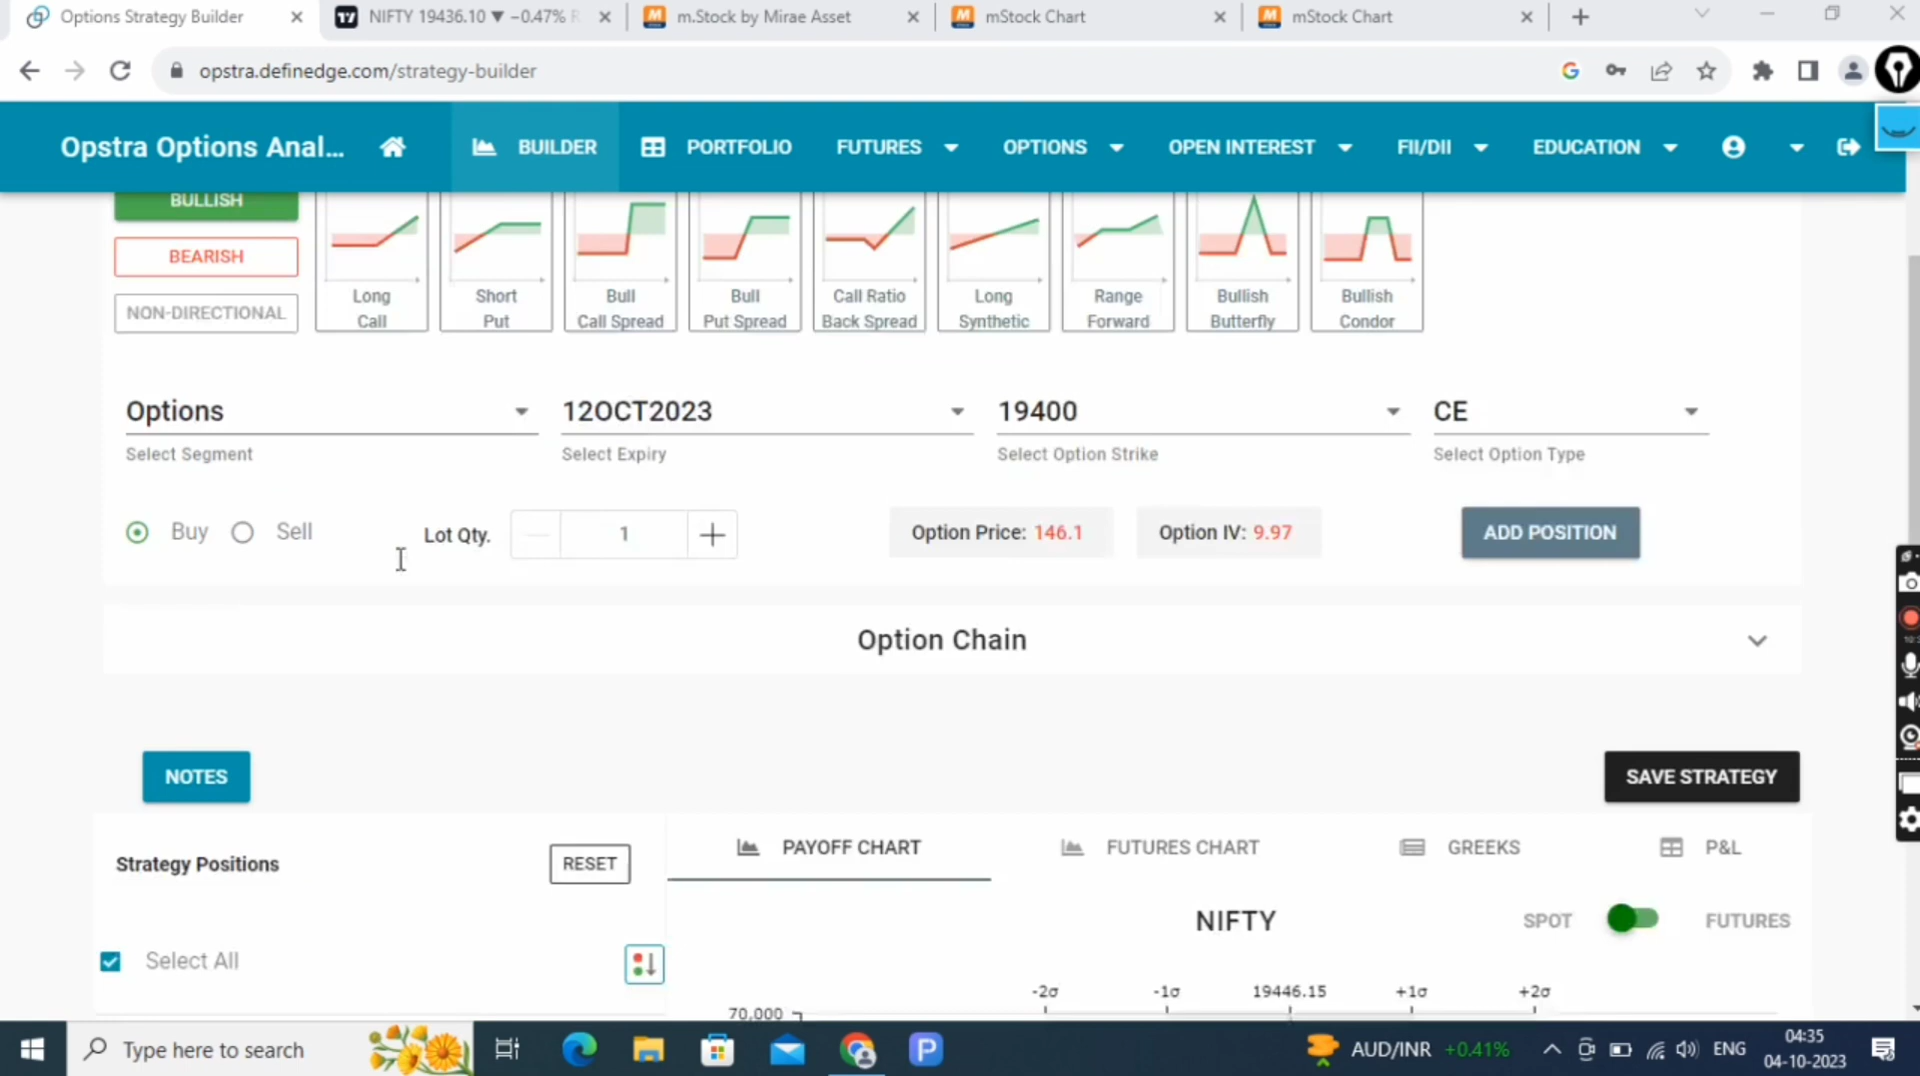 Options Strategy Builder
NIFTY 19436.10 ▼ −0.47%
m.Stock by Mirae Asset
mStock Chart
mStock Chart
opstra.definedge.com/strategy-builder
Opstra Options Anal...
BUILDER
PORTFOLIO
FUTURES
OPTIONS
OPEN INTEREST
FII/DII
EDUCATION
BULLISH
BEARISH
NON-DIRECTIONAL
Long
Call
Short
Put
Bull
Call Spread
Bull
Put Spread
Call Ratio
Back Spread
Long
Synthetic
Range
Forward
Bullish
Butterfly
Bullish
Condor
Options
12OCT2023
19400
CE
Select Segment
Select Expiry
Select Option Strike
Select Option Type
Buy
Sell
Lot Qty.
1
Option Price: 146.1
Option IV: 9.97
ADD POSITION
Option Chain
NOTES
SAVE STRATEGY
Strategy Positions
RESET
PAYOFF CHART
FUTURES CHART
GREEKS
P&L
NIFTY
SPOT
FUTURES
Select All
-2σ
-1σ
19446.15
+1σ
+2σ
70,000
Type here to search
AUD/INR +0.41%
ENG
04:35
04-10-2023